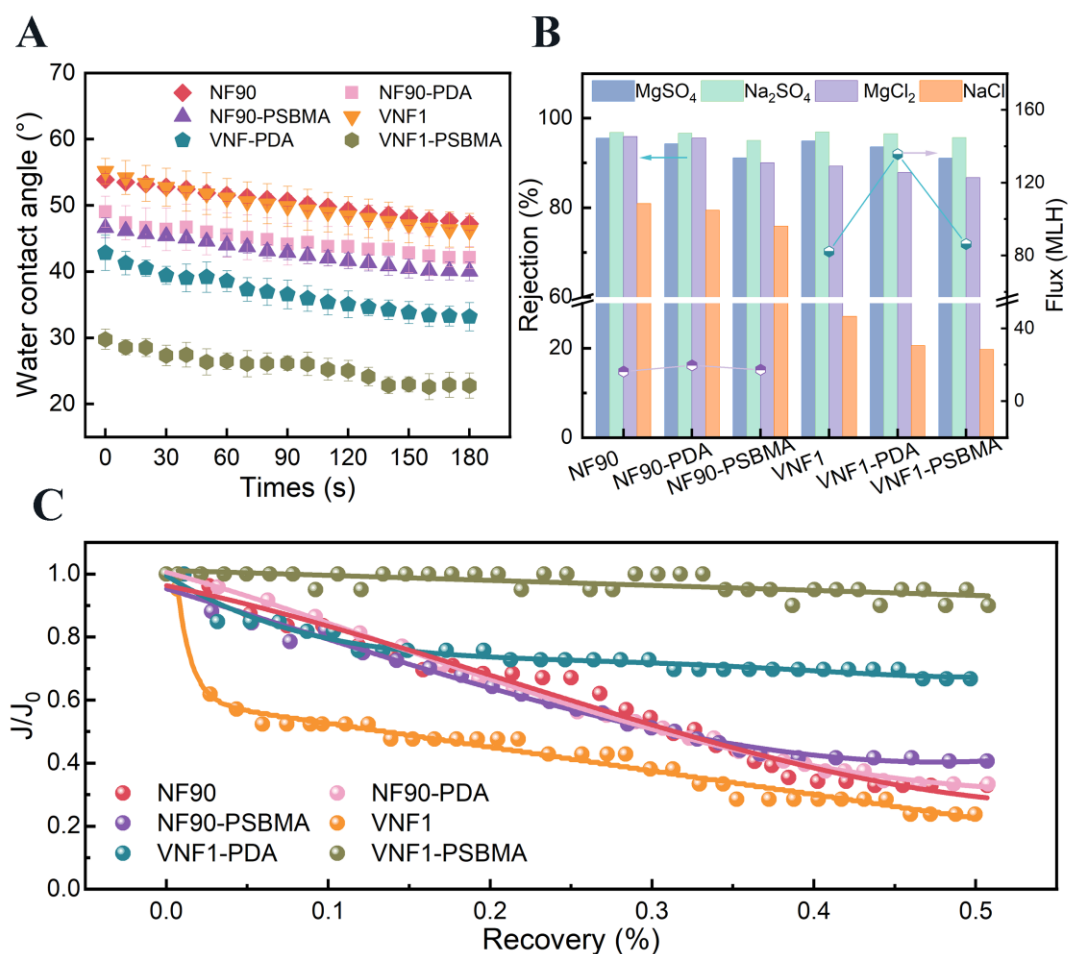 A
70
60
50
40
30
20
Water contact angle (°)
NF90
NF90-PDA
NF90-PSBMA
VNF1
VNF-PDA
VNF1-PSBMA
0 30 60 90 120 150 180
Times (s)
B
MgSO₄ Na₂SO₄ MgCl₂ NaCl
100
80
60
20
0
Rejection (%)
160
120
80
40
0
Flux (MLH)
NF90
NF90-PDA
NF90-PSBMA
VNF1
VNF1-PDA
VNF1-PSBMA
C
1.0
0.8
0.6
0.4
0.2
0.0
J/J₀
NF90
NF90-PDA
NF90-PSBMA
VNF1
VNF1-PDA
VNF1-PSBMA
0.0 0.1 0.2 0.3 0.4 0.5
Recovery (%)